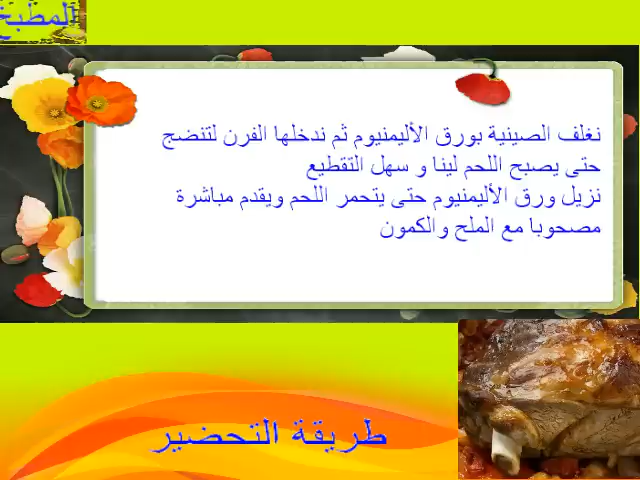 المطبخ
نغلف الصينية بورق الأليمنيوم ثم ندخلها الفرن لتنضج
حتى يصبح اللحم لينا و سهل التقطيع
نزيل ورق الأليمنيوم حتى يتحمر اللحم ويقدم مباشرة
مصحوبا مع الملح والكمون
طريقة التحضير